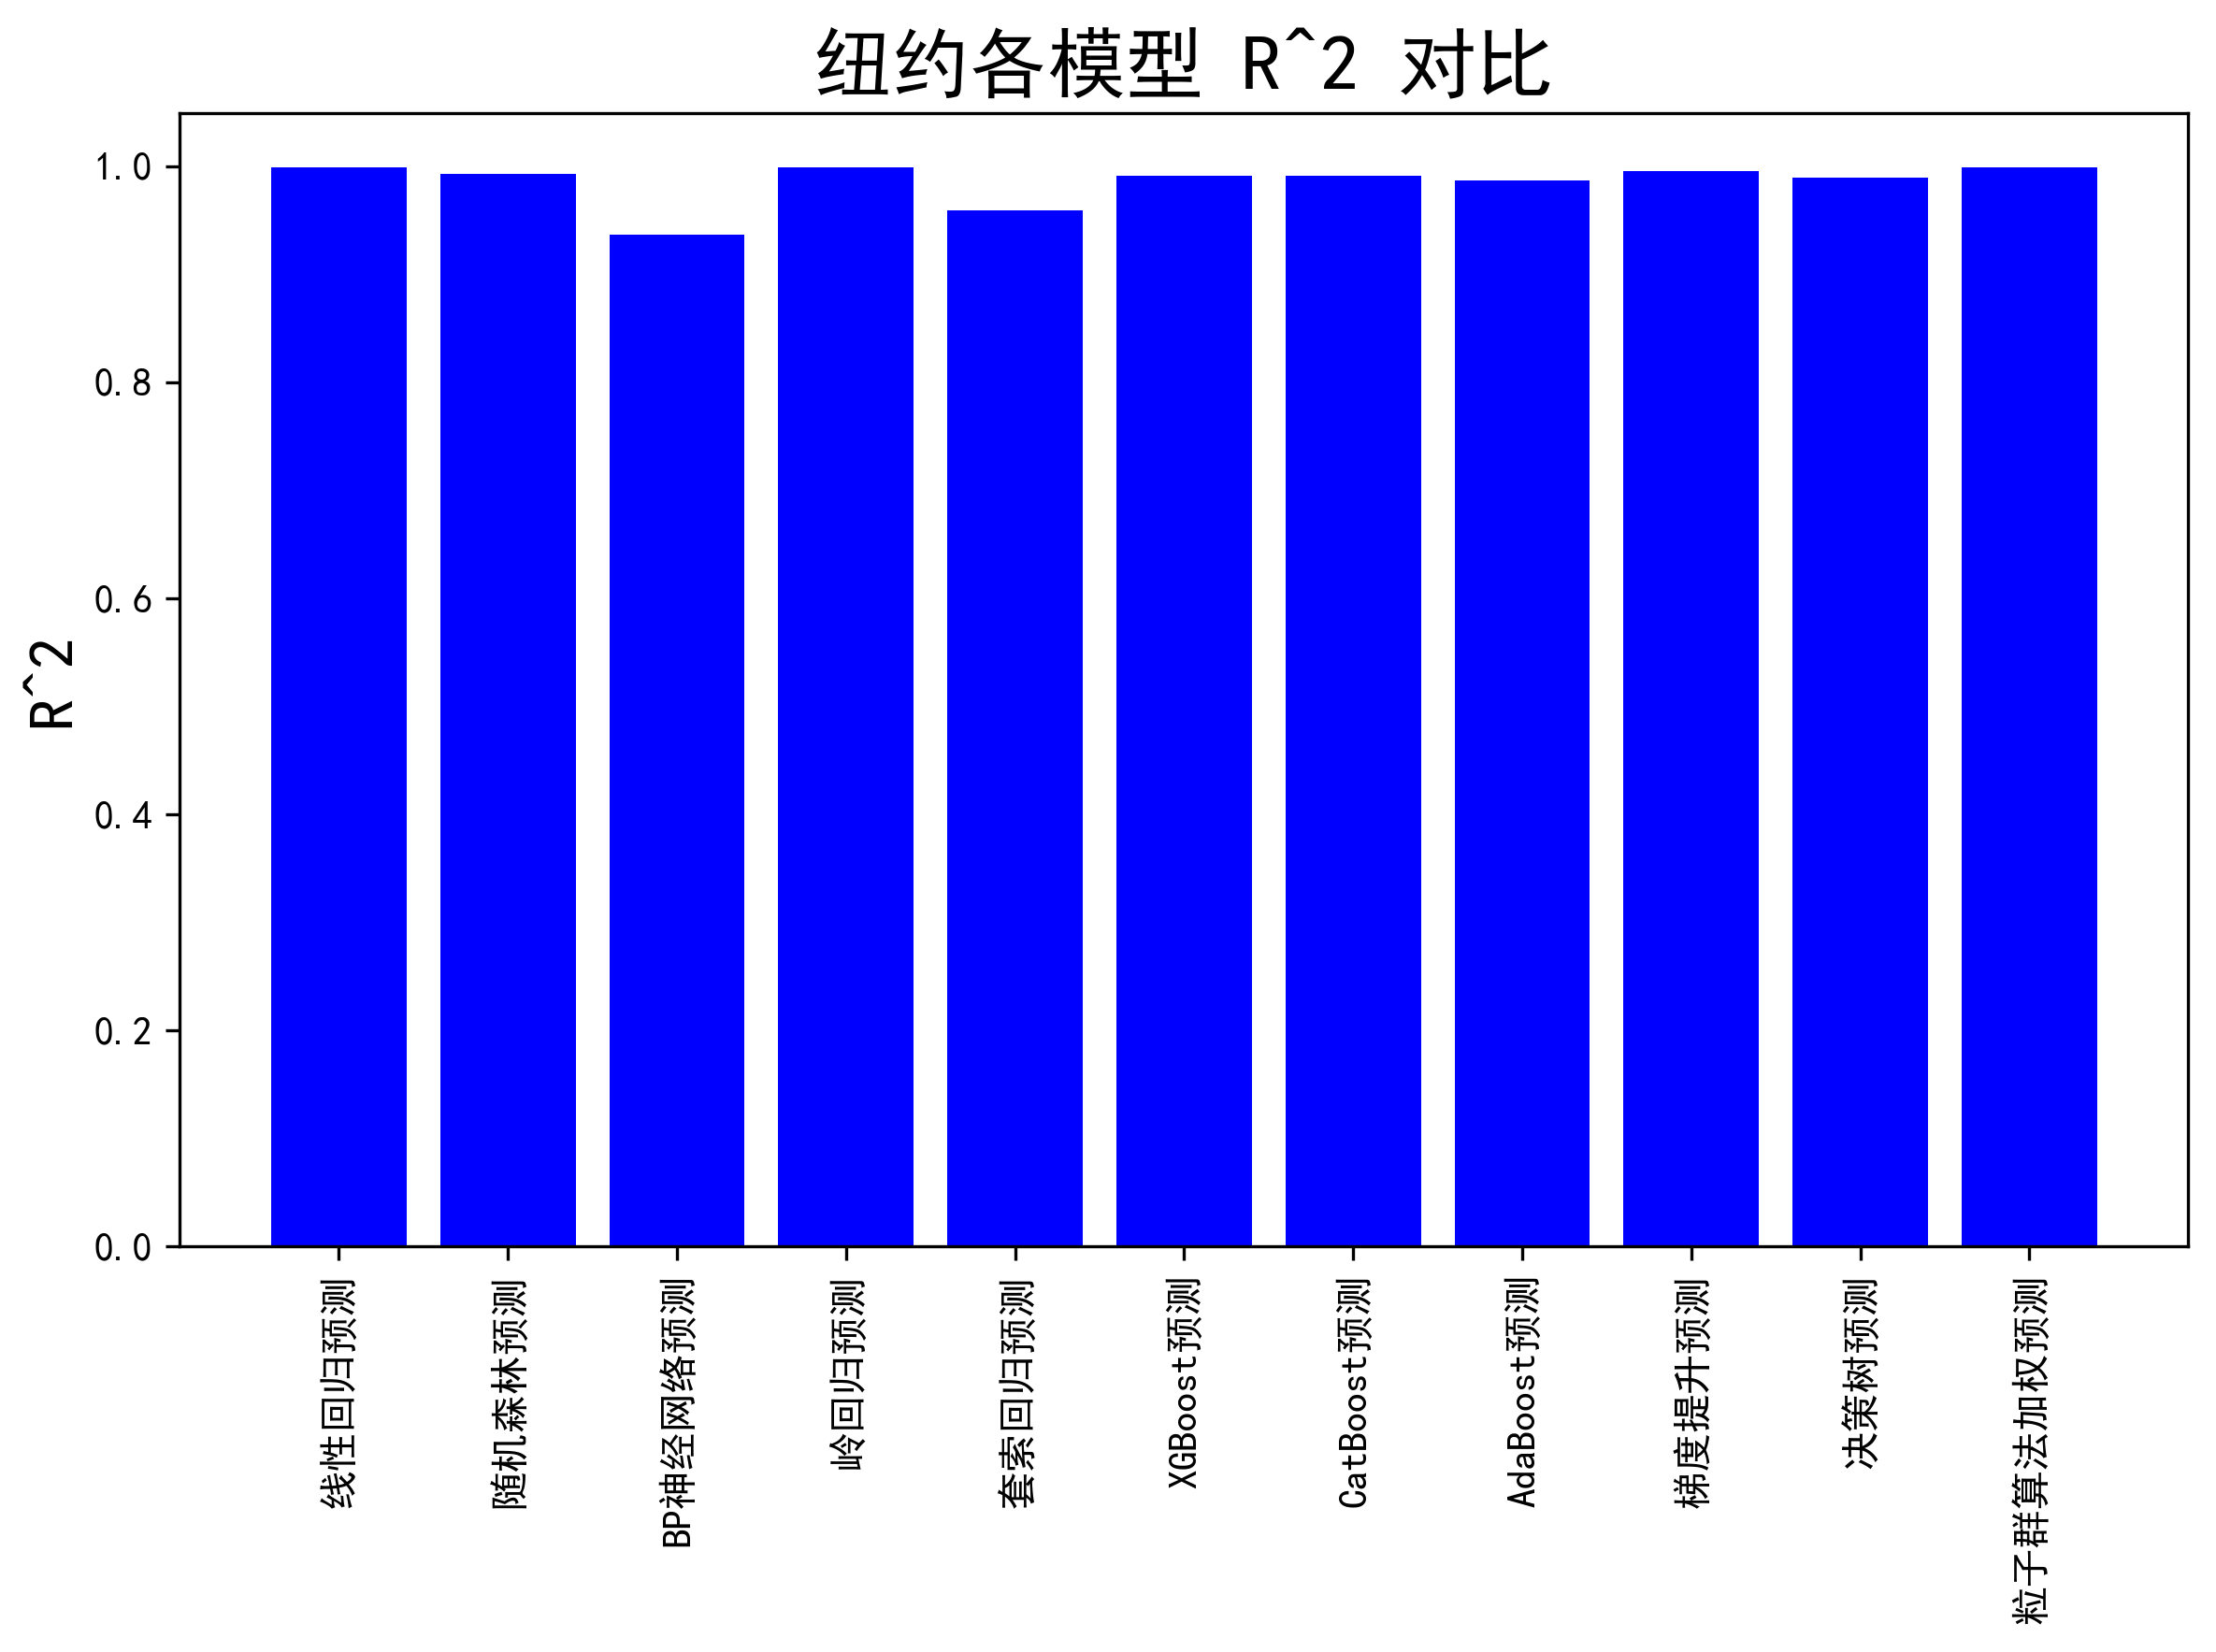 纽约各模型 R^2 对比
R^2
1.0
0.8
0.6
0.4
0.2
0.0
线性回归预测
随机森林预测
BP神经网络预测
岭回归预测
套索回归预测
XGBoost预测
CatBoost预测
AdaBoost预测
梯度提升预测
决策树预测
粒子群算法加权预测